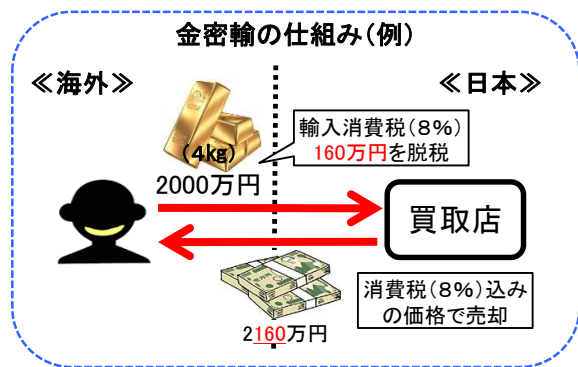 金密輸の仕組み(例)
≪海外≫
≪日本≫
(4kg)
2000万円
輸入消費税(8%)
160万円を脱税
買取店
2160万円
消費税(8%)込み
の価格で売却